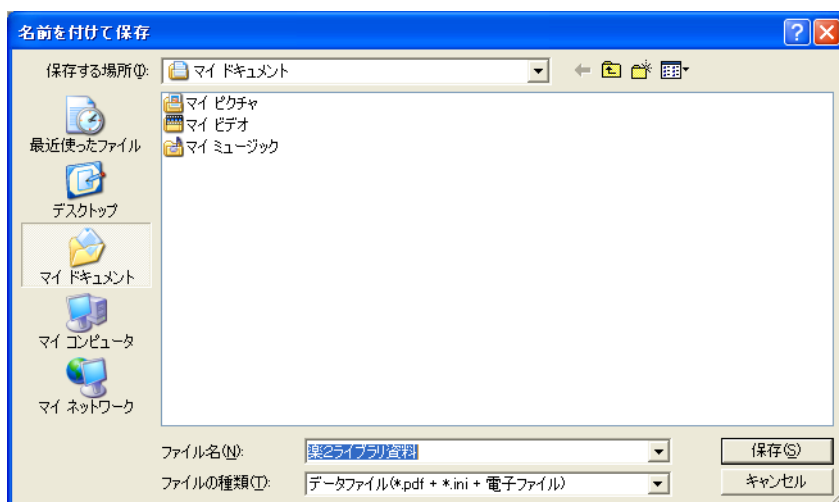 名前を付けて保存
保存する場所(I):
マイ ドキュメント
最近使ったファイル
デスクトップ
マイ ドキュメント
マイ コンピュータ
マイ ネットワーク
マイ ピクチャ
マイ ビデオ
マイ ミュージック
ファイル名(N):
楽2ライブラリ資料
保存(S)
ファイルの種類(T):
データファイル(*.pdf + *.ini + 電子ファイル)
キャンセル